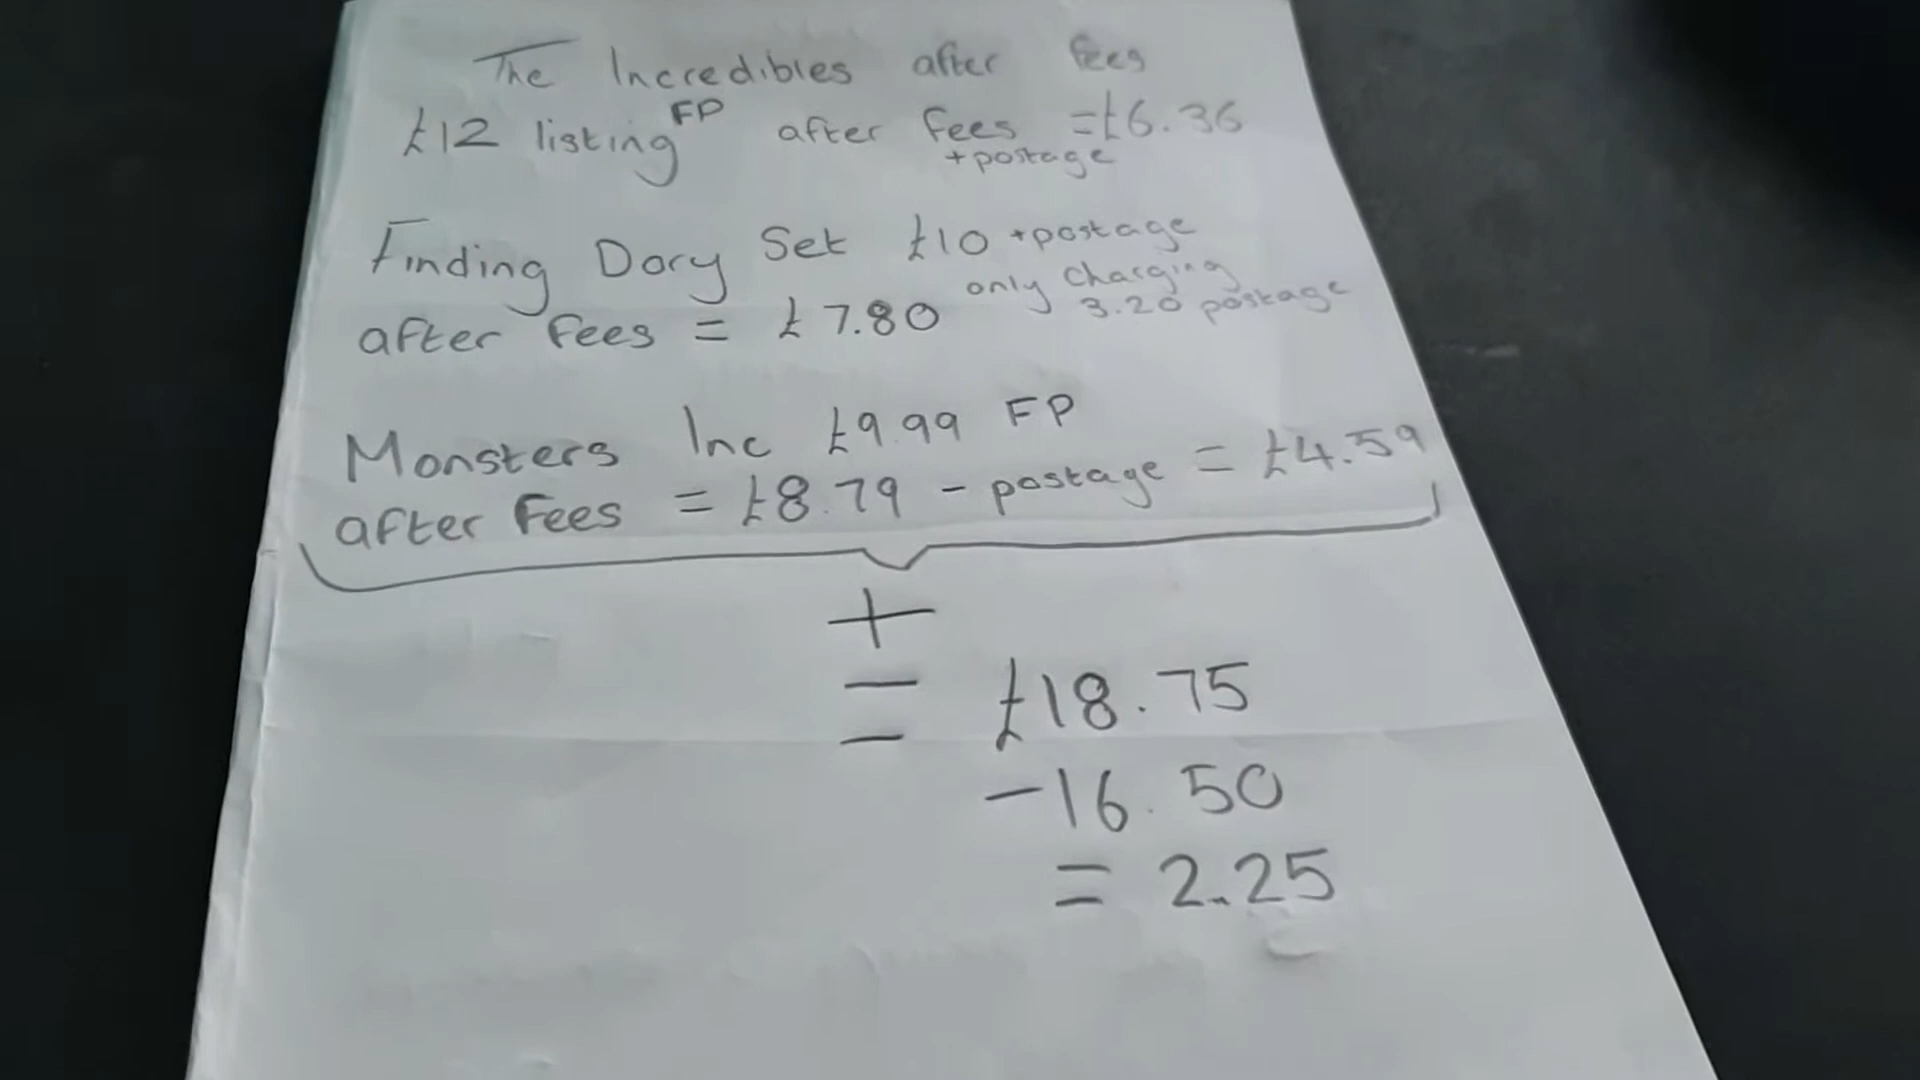 The Incredibles after fees
£12 listing FP after fees = £6.36
+postage
Finding Dory Set £10 +postage
only charging
3.20 postage
after fees = £7.80
Monsters Inc £9.99 FP
after Fees = £8.79 - postage = £4.59
+
= £18.75
-16.50
= 2.25